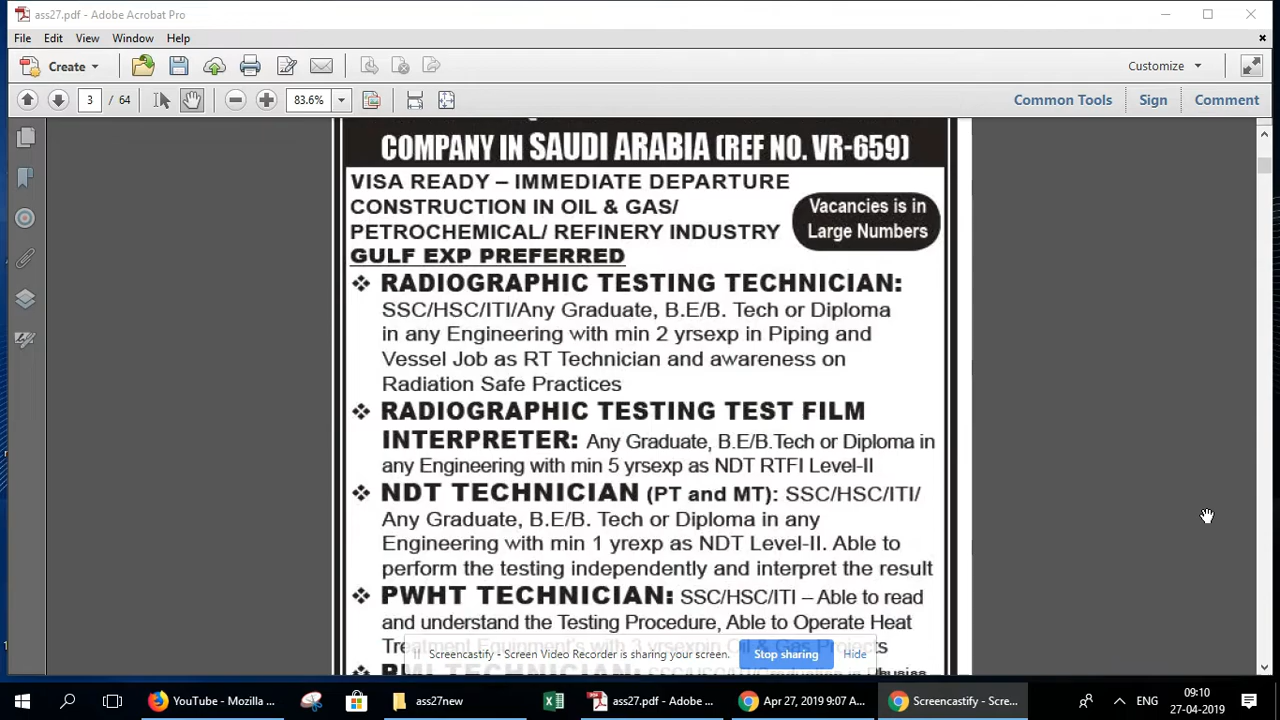 ass27.pdf - Adobe Acrobat Pro
File Edit View Window Help
Create
Customize
3 / 64
83.6%
Common Tools Sign Comment
COMPANY IN SAUDI ARABIA (REF NO. VR-659)
VISA READY – IMMEDIATE DEPARTURE
CONSTRUCTION IN OIL & GAS/
PETROCHEMICAL/ REFINERY INDUSTRY
GULF EXP PREFERRED
Vacancies is in
Large Numbers
❖ RADIOGRAPHIC TESTING TECHNICIAN:
SSC/HSC/ITI/Any Graduate, B.E/B. Tech or Diploma
in any Engineering with min 2 yrsexp in Piping and
Vessel Job as RT Technician and awareness on
Radiation Safe Practices
❖ RADIOGRAPHIC TESTING TEST FILM
INTERPRETER: Any Graduate, B.E/B.Tech or Diploma in
any Engineering with min 5 yrsexp as NDT RTFI Level-II
❖ NDT TECHNICIAN (PT and MT): SSC/HSC/ITI/
Any Graduate, B.E/B. Tech or Diploma in any
Engineering with min 1 yrexp as NDT Level-II. Able to
perform the testing independently and interpret the result
❖ PWHT TECHNICIAN: SSC/HSC/ITI – Able to read
and understand the Testing Procedure, Able to Operate Heat
Treatment Equipment's with 3 yrsexpin Oil & Gas Projects
Screencastify - Screen Video Recorder is sharing your screen. Stop sharing Hide
YouTube - Mozilla ...
ass27new
ass27.pdf - Adobe ...
Apr 27, 2019 9:07 A...
Screencastify - Scre...
ENG
09:10
27-04-2019